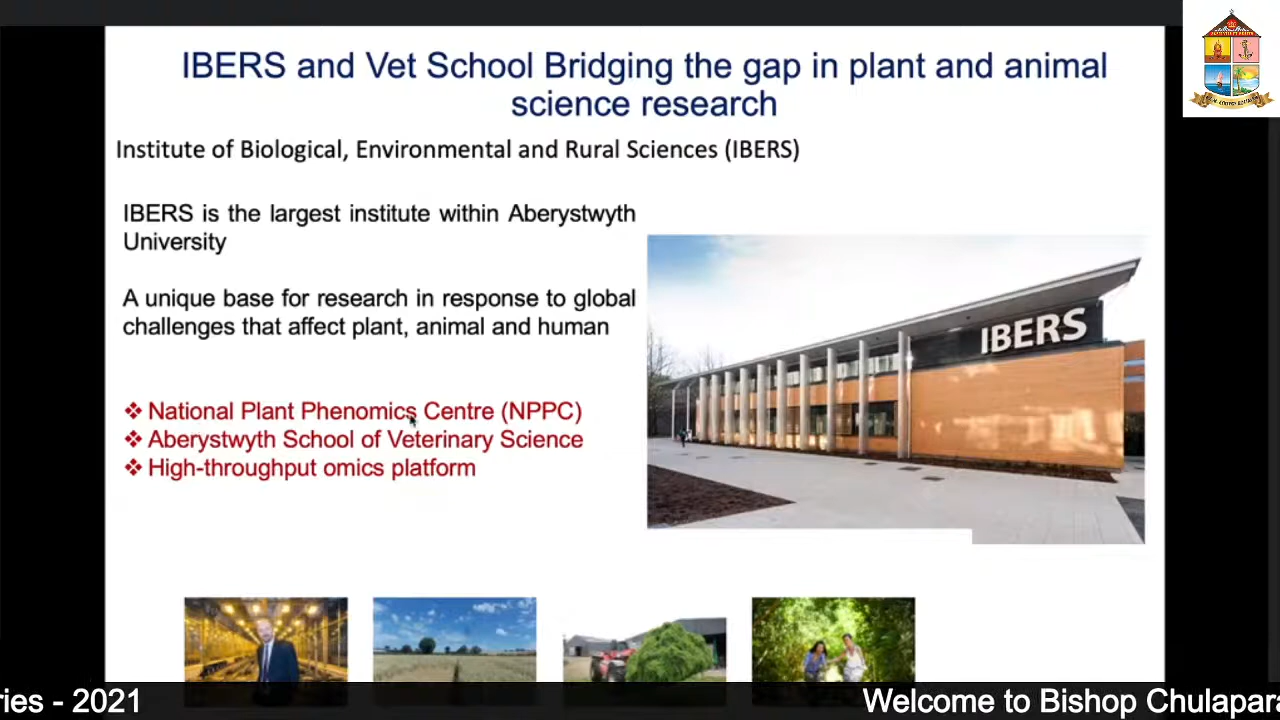 IBERS and Vet School Bridging the gap in plant and animal
science research
Institute of Biological, Environmental and Rural Sciences (IBERS)
IBERS is the largest institute within Aberystwyth
University
A unique base for research in response to global
challenges that affect plant, animal and human
IBERS
❖ National Plant Phenomics Centre (NPPC)
❖ Aberystwyth School of Veterinary Science
❖ High-throughput omics platform
ries - 2021
Welcome to Bishop Chulapara